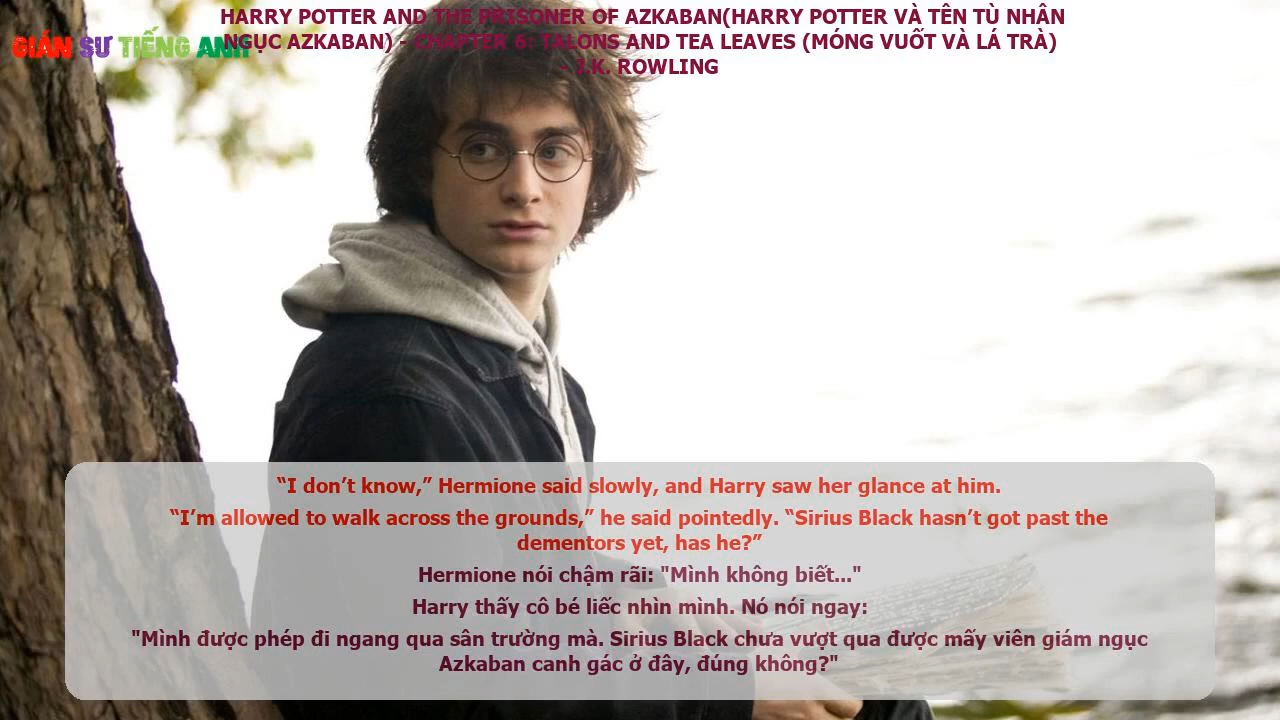 HARRY POTTER AND THE PRISONER OF AZKABAN(HARRY POTTER VÀ TÊN TÙ NHÂN
NGỤC AZKABAN) - CHAPTER 6: TALONS AND TEA LEAVES (MÓNG VUỐT VÀ LÁ TRÀ)
- J.K. ROWLING
GIÁN SƯ TIẾNG ANH
“I don’t know,” Hermione said slowly, and Harry saw her glance at him.
“I’m allowed to walk across the grounds,” he said pointedly. “Sirius Black hasn’t got past the
dementors yet, has he?”
Hermione nói chậm rãi: "Mình không biết..."
Harry thấy cô bé liếc nhìn mình. Nó nói ngay:
"Mình được phép đi ngang qua sân trường mà. Sirius Black chưa vượt qua được mấy viên giám ngục
Azkaban canh gác ở đây, đúng không?"